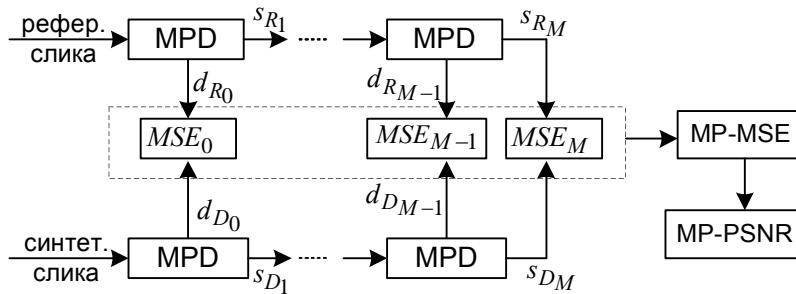 рефер.
слика
MPD
s_{R_1}
MPD
s_{R_M}
d_{R_0}
d_{R_{M-1}}
MSE_0
MSE_{M-1}
MSE_M
MP-MSE
d_{D_0}
d_{D_{M-1}}
MP-PSNR
синтет.
слика
MPD
s_{D_1}
MPD
s_{D_M}